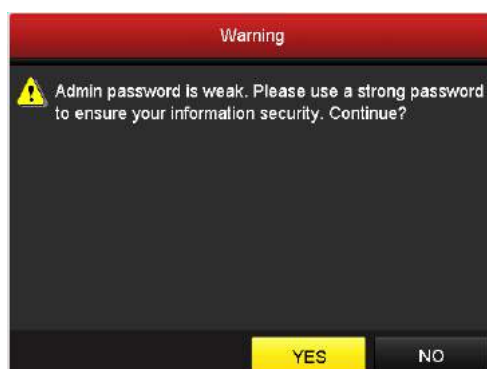 Warning
Admin password is weak. Please use a strong password
to ensure your information security. Continue?
YES NO